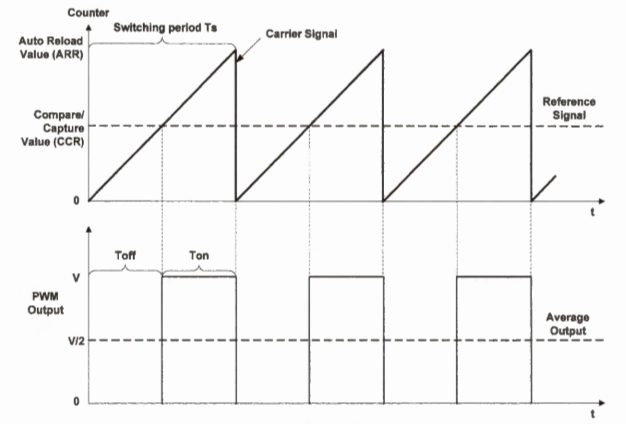 Counter
Switching period Ts
Carrier Signal
Auto Reload
Value (ARR)
Compare/
Capture
Value (CCR)
Reference
Signal
0
t
Toff
Ton
V
PWM
Output
V/2
Average
Output
0
t